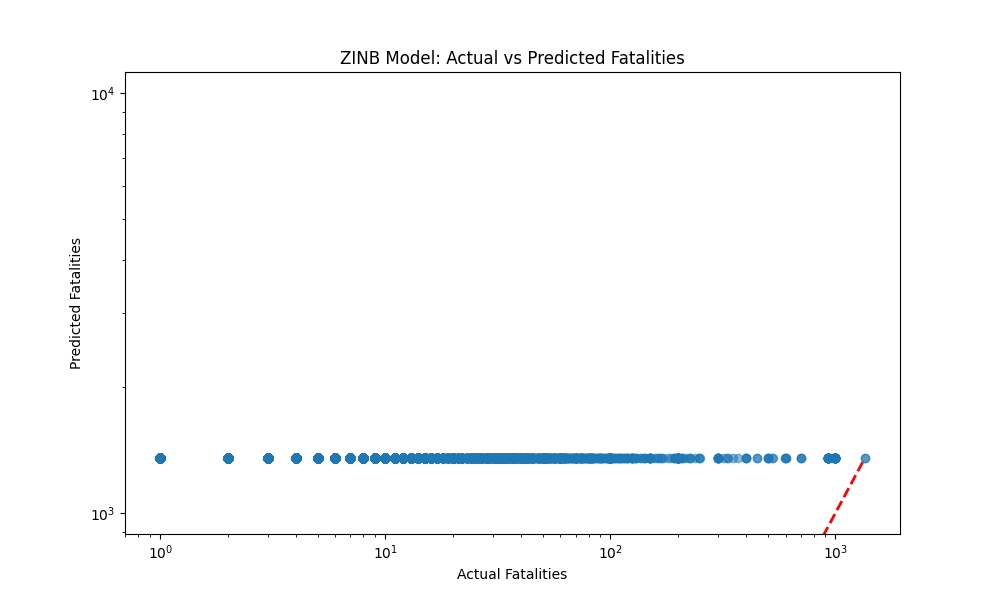 ZINB Model: Actual vs Predicted Fatalities
10⁴
10³
Predicted Fatalities
10⁰ 10¹ 10² 10³
Actual Fatalities